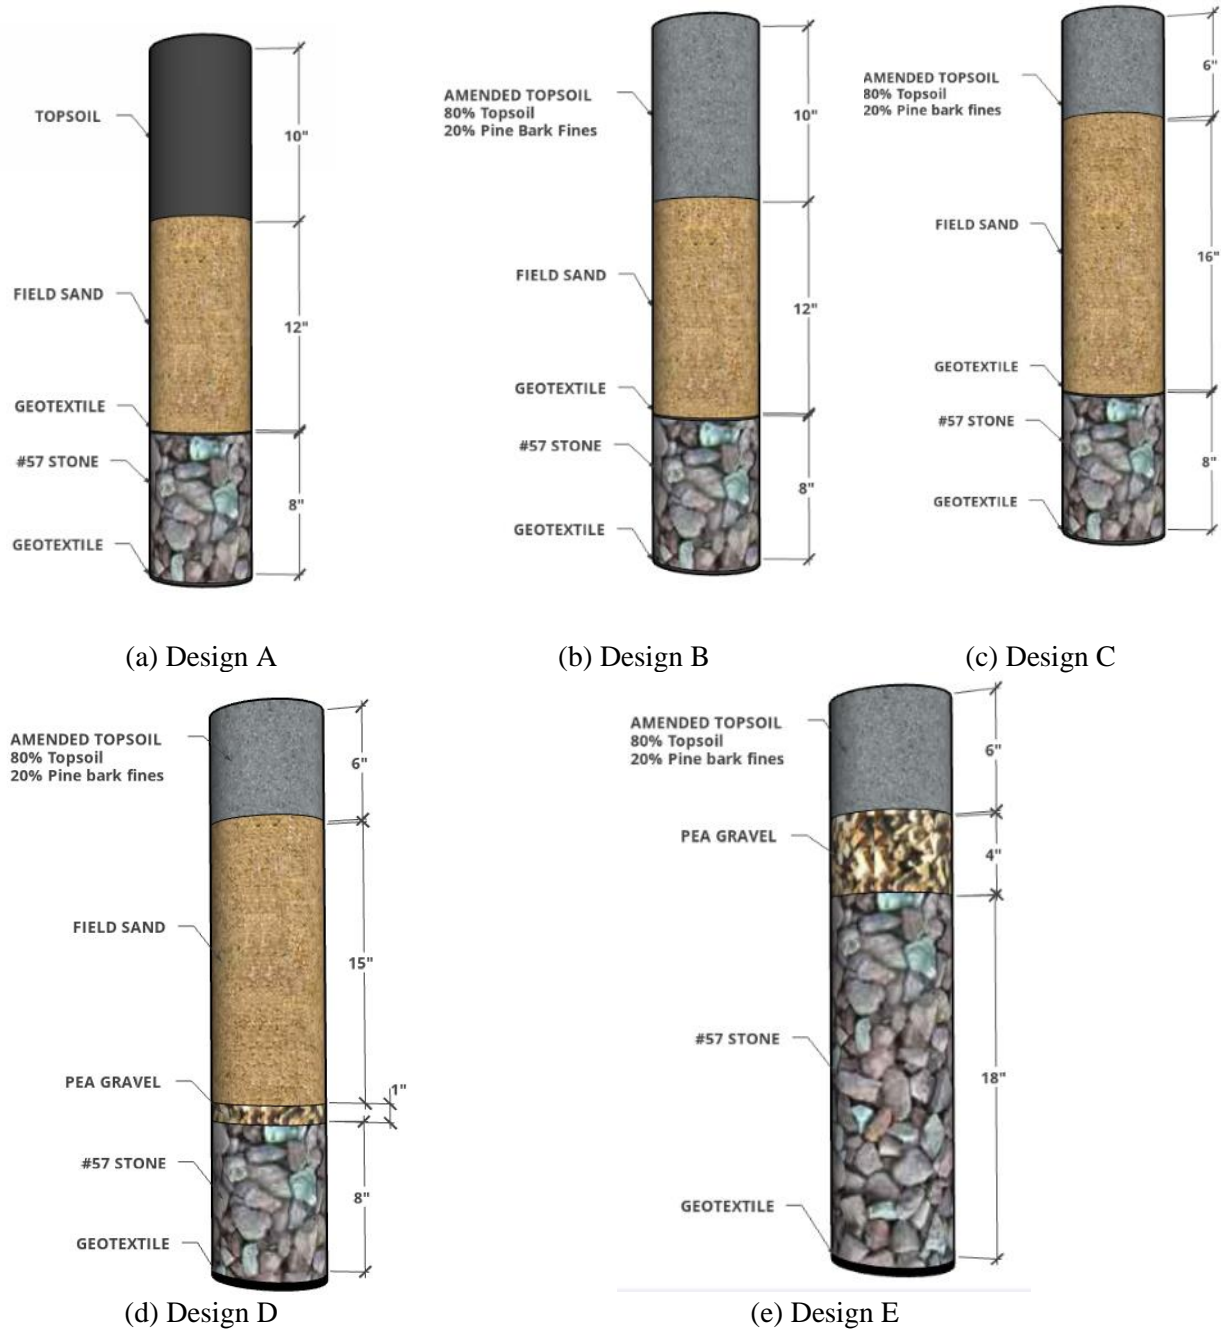 TOPSOIL
10"
FIELD SAND
12"
GEOTEXTILE
#57 STONE
8"
GEOTEXTILE
(a) Design A
AMENDED TOPSOIL
80% Topsoil
20% Pine Bark Fines
10"
FIELD SAND
12"
GEOTEXTILE
#57 STONE
8"
GEOTEXTILE
(b) Design B
6"
AMENDED TOPSOIL
80% Topsoil
20% Pine bark fines
FIELD SAND
16"
GEOTEXTILE
#57 STONE
8"
GEOTEXTILE
(c) Design C
AMENDED TOPSOIL
80% Topsoil
20% Pine bark fines
6"
FIELD SAND
15"
PEA GRAVEL
1"
#57 STONE
8"
GEOTEXTILE
(d) Design D
AMENDED TOPSOIL
80% Topsoil
20% Pine bark fines
6"
PEA GRAVEL
4"
#57 STONE
18"
GEOTEXTILE
(e) Design E